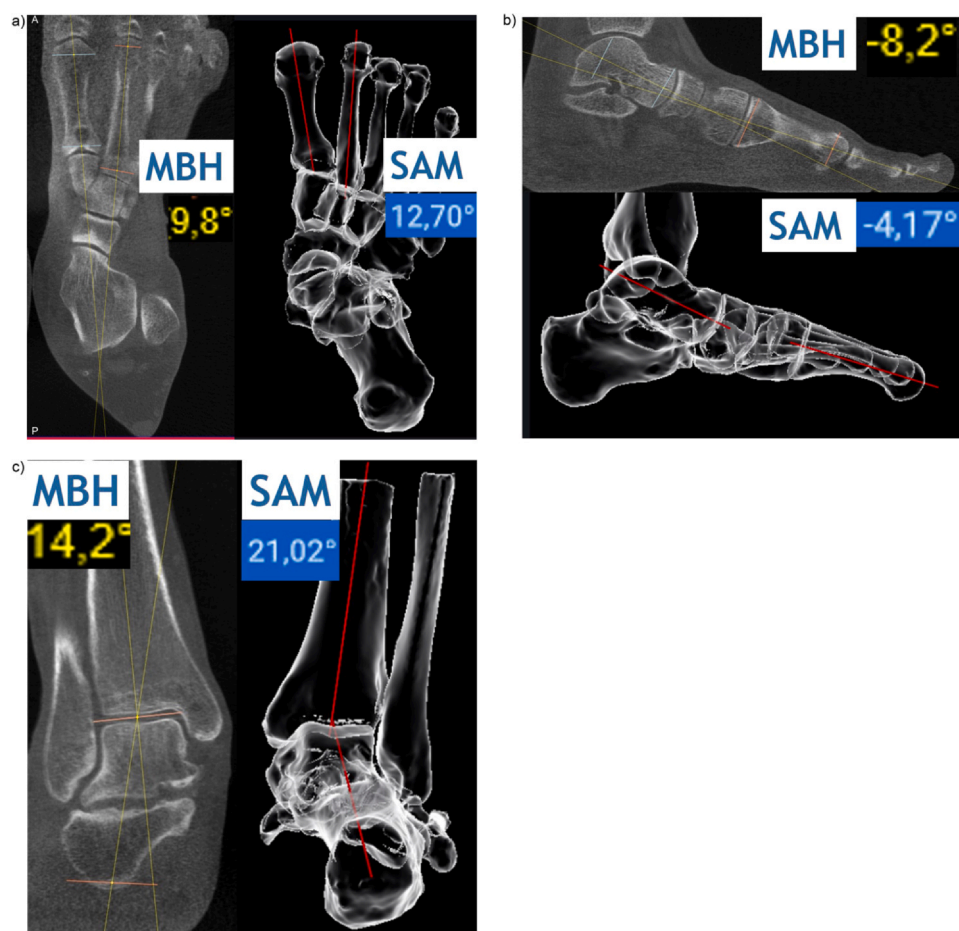 a)
A
MBH
9,8°
SAM
12,70°
P
b)
MBH
-8,2°
SAM
-4,17°
c)
MBH
14,2°
SAM
21,02°